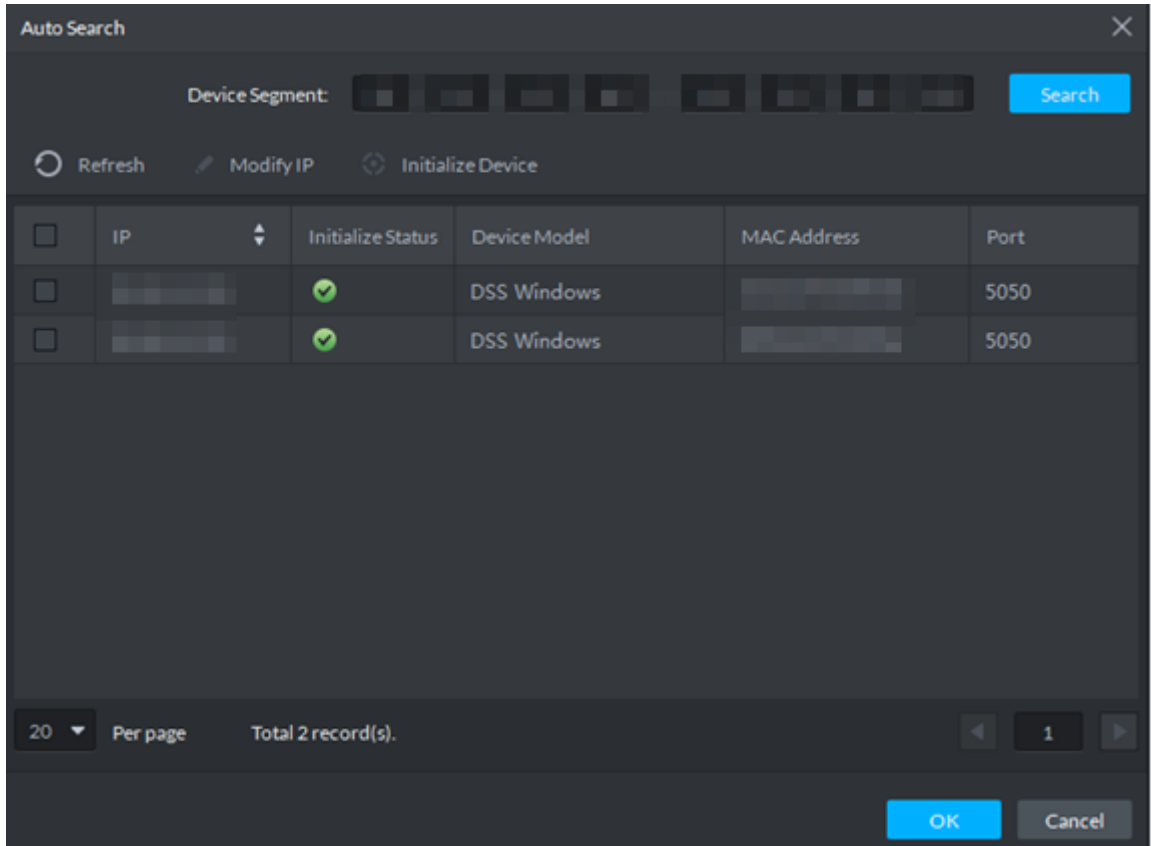 Auto Search
Device Segment: Search
Refresh Modify IP Initialize Device
IP Initialize Status Device Model MAC Address Port
DSS Windows 5050
DSS Windows 5050
20 Per page Total 2 record(s). 1
OK Cancel